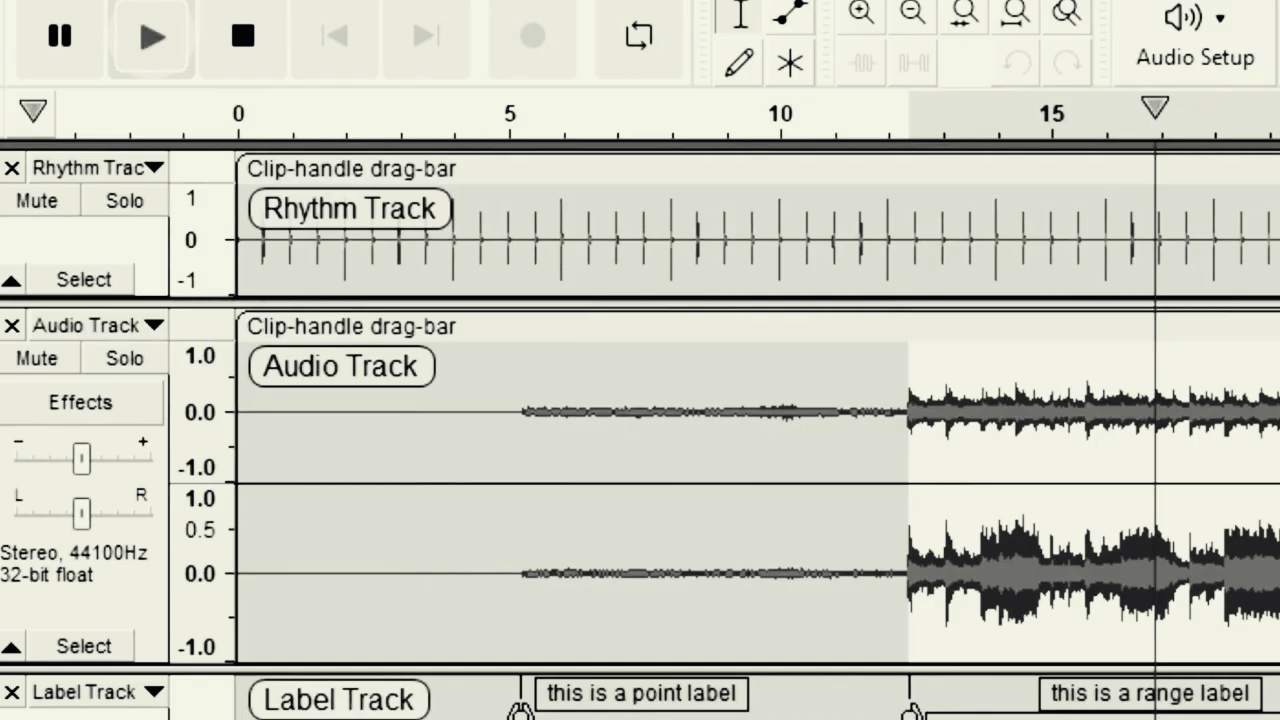 Audio Setup
0 5 10 15
Rhythm Trac
Clip-handle drag-bar
Mute Solo
1
Rhythm Track
0
Select
-1
Audio Track
Clip-handle drag-bar
Mute Solo
1.0
Audio Track
Effects
0.0
- +
-1.0
L R
1.0
0.5
Stereo, 44100Hz
32-bit float
0.0
Select
-1.0
Label Track
Label Track
this is a point label
this is a range label